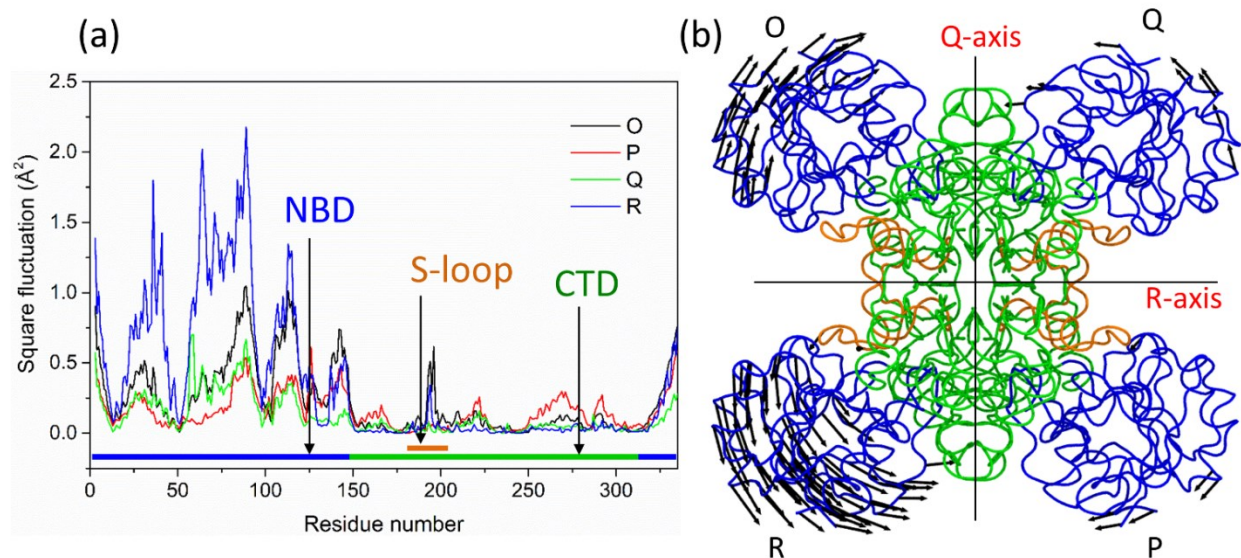 (a)
2.5
2.0
1.5
1.0
0.5
0.0
Square fluctuation (Å²)
O
P
Q
R
NBD
S-loop
CTD
0 50 100 150 200 250 300
Residue number
(b)
O
Q-axis
Q
R-axis
R
P